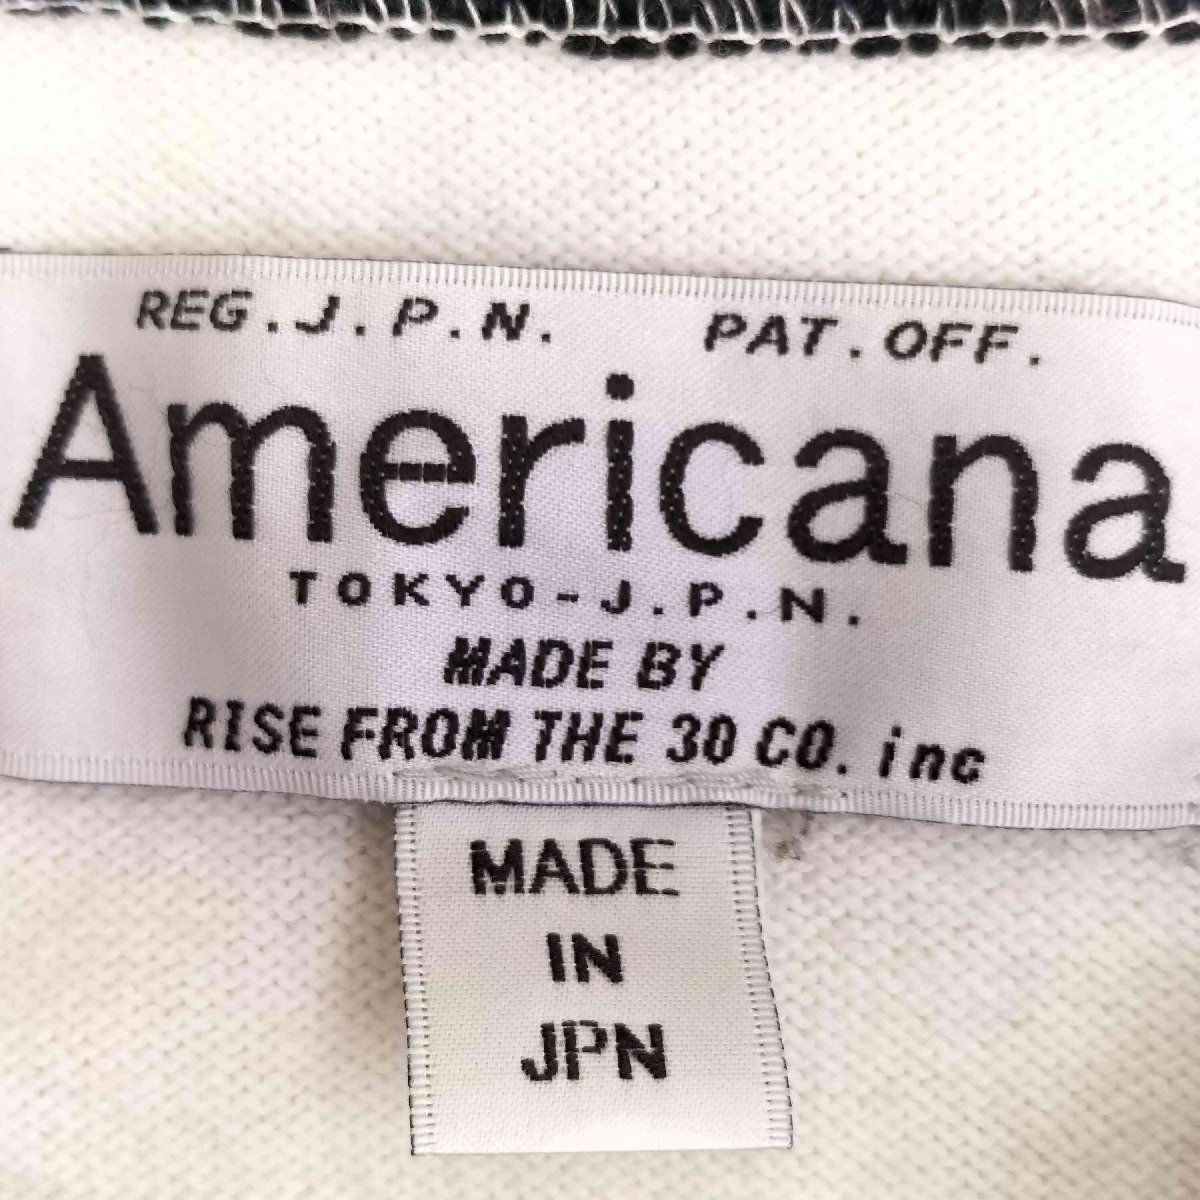 REG.J.P.N. PAT.OFF.
Americana
TOKYO-J.P.N.
MADE BY
RISE FROM THE 30 CO. inc
MADE
IN
JPN